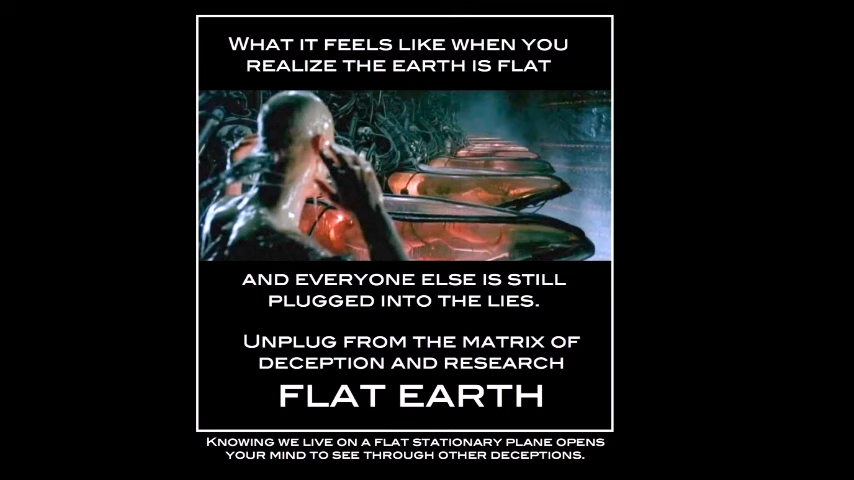 What it feels like when you
realize the earth is flat
and everyone else is still
plugged into the lies.
Unplug from the matrix of
deception and research
FLAT EARTH
Knowing we live on a flat stationary plane opens
your mind to see through other deceptions.